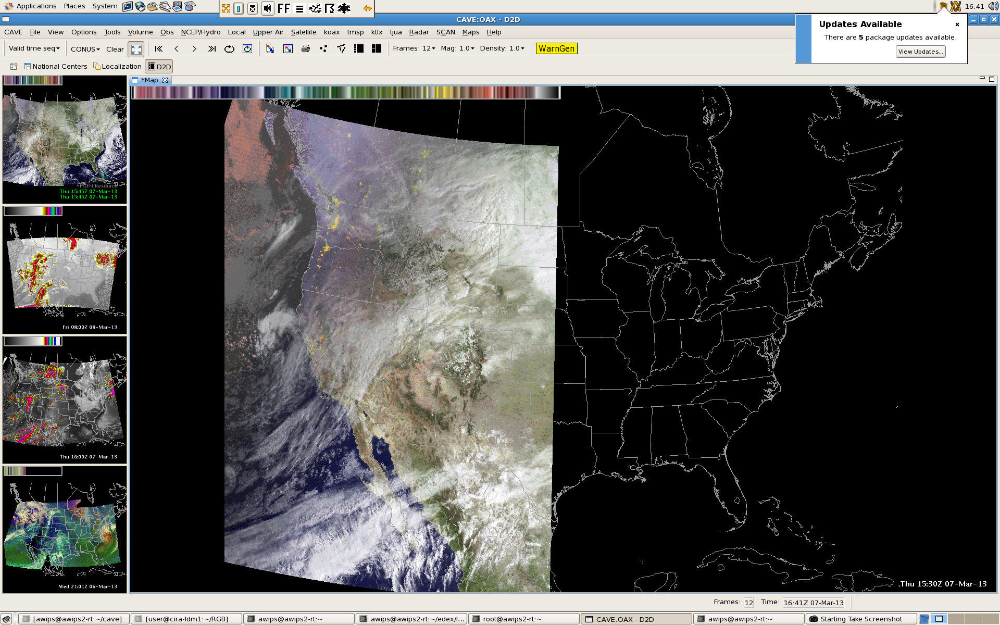 Applications Places System
16:41
CAVE:OAX - D2D
Updates Available
There are 5 package updates available.
View Updates...
CAVE File View Options Tools Volume Obs NCEP/Hydro Local Upper Air Satellite koax tmsp ktlx tjua Radar SCAN Maps Help
Valid time seq CONUS Clear FF Frames: 12 Mag: 1.0 Density: 1.0 WarnGen
National Centers Localization D2D
*Map
PGEN Resource
Thu 15:45Z 07-Mar-13
Thu 15:45Z 07-Mar-13
Fri 08:00Z 08-Mar-13
Thu 16:00Z 07-Mar-13
Wed 21:01Z 06-Mar-13
Thu 15:30Z 07-Mar-13
Frames: 12 Time: 16:41Z 07-Mar-13
[awips@awips2-rt:~/cave] [user@cira-ldm1:~/RGB] awips@awips2-rt:~ awips@awips2-rt:~/edex/l... root@awips2-rt:~ CAVE:OAX - D2D awips@awips2-rt:~ Starting Take Screenshot